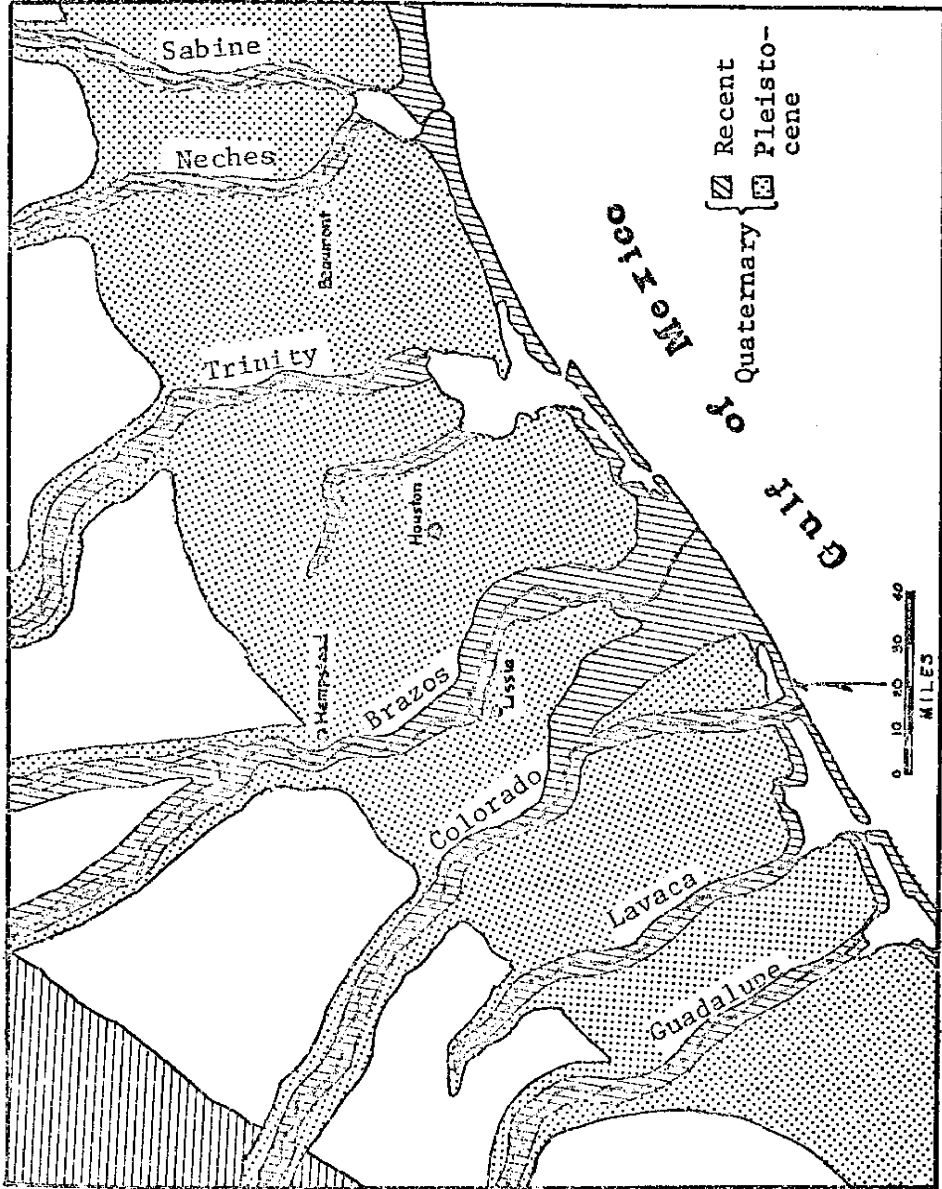 Sabine
Neches
Beaumont
Trinity
Houston
Hempstead
Brazos
Lissie
Colorado
Lavaca
Guadalupe
Gulf of Mexico
Quaternary
Recent
Pleisto-
cene
0 10 20 30 40
MILES